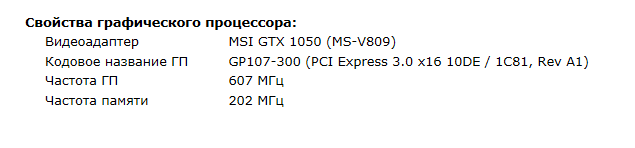 Свойства графического процессора:
Видеоадаптер MSI GTX 1050 (MS-V809)
Кодовое название ГП GP107-300 (PCI Express 3.0 x16 10DE / 1C81, Rev A1)
Частота ГП 607 МГц
Частота памяти 202 МГц